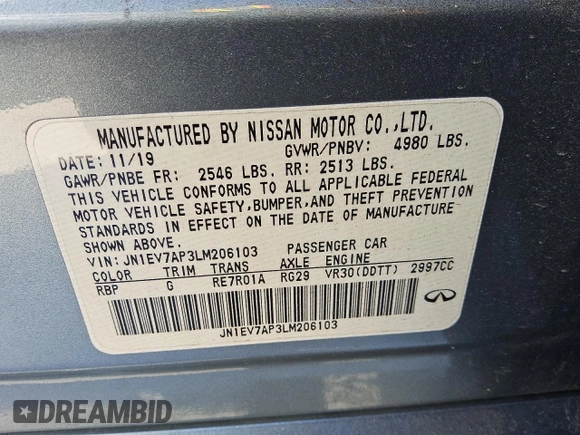 MANUFACTURED BY NISSAN MOTOR CO.,LTD.
DATE: 11/19 GVWR/PNBV: 4980 LBS.
GAWR/PNBE FR: 2546 LBS. RR: 2513 LBS.
THIS VEHICLE CONFORMS TO ALL APPLICABLE FEDERAL
MOTOR VEHICLE SAFETY,BUMPER,AND THEFT PREVENTION
STANDARDS IN EFFECT ON THE DATE OF MANUFACTURE
SHOWN ABOVE.
VIN: JN1EV7AP3LM206103 PASSENGER CAR
COLOR TRIM TRANS AXLE ENGINE
RBP G RE7R01A RG29 VR30(DDTT) 2997CC
JN1EV7AP3LM206103
INFINITI
DREAMBID